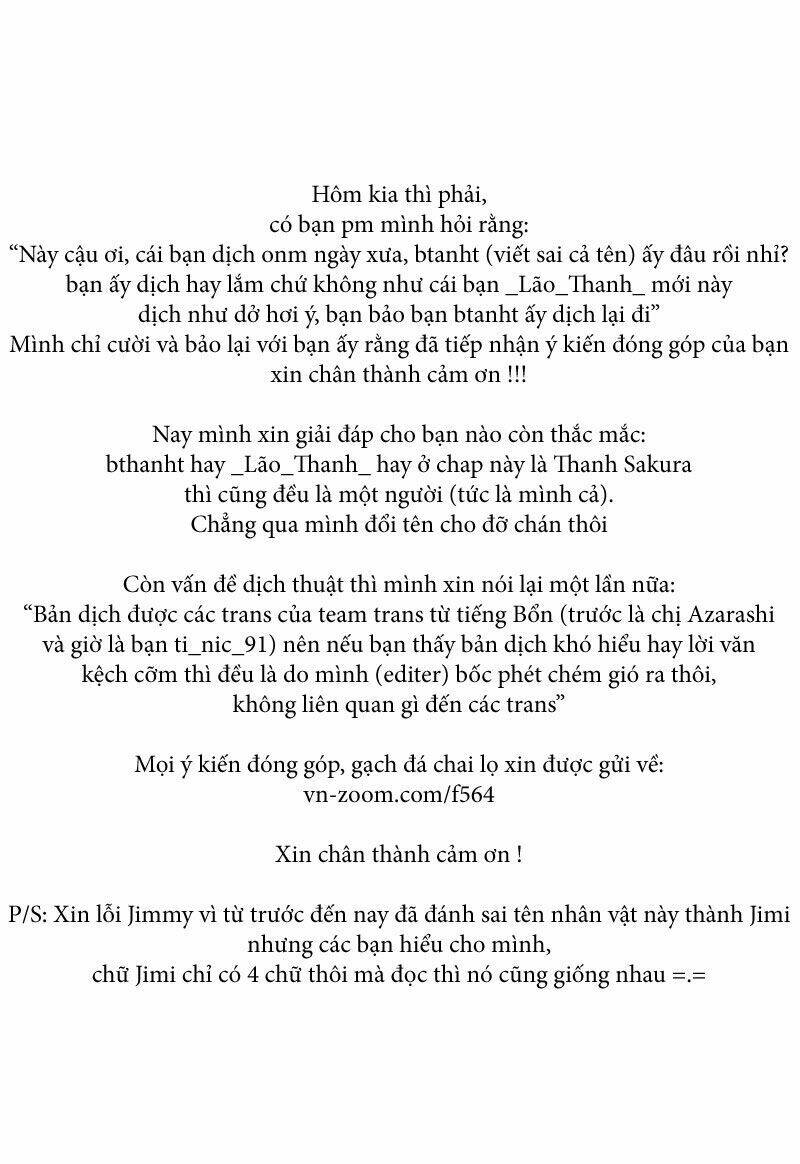 Hôm kia thì phải,
có bạn pm mình hỏi rằng:
“Này cậu ơi, cái bạn dịch onm ngày xưa, btanht (viết sai cả tên) ấy đâu rồi nhỉ?
bạn ấy dịch hay lắm chứ không như cái bạn _Lão_Thanh_ mới này
dịch như dở hơi ý, bạn bảo bạn btanht ấy dịch lại đi”
Mình chỉ cười và bảo lại với bạn ấy rằng đã tiếp nhận ý kiến đóng góp của bạn
xin chân thành cảm ơn !!!
Nay mình xin giải đáp cho bạn nào còn thắc mắc:
bthanht hay _Lão_Thanh_ hay ở chap này là Thanh Sakura
thì cũng đều là một người (tức là mình cả).
Chẳng qua mình đổi tên cho đỡ chán thôi
Còn vấn đề dịch thuật thì mình xin nói lại một lần nữa:
“Bản dịch được các trans của team trans từ tiếng Bổn (trước là chị Azarashi
và giờ là bạn ti_nic_91) nên nếu bạn thấy bản dịch khó hiểu hay lời văn
kệch cỡm thì đều là do mình (editer) bốc phét chém gió ra thôi,
không liên quan gì đến các trans”
Mọi ý kiến đóng góp, gạch đá chai lọ xin được gửi về:
vn-zoom.com/f564
Xin chân thành cảm ơn !
P/S: Xin lỗi Jimmy vì từ trước đến nay đã đánh sai tên nhân vật này thành Jimi
nhưng các bạn hiểu cho mình,
chữ Jimi chỉ có 4 chữ thôi mà đọc thì nó cũng giống nhau =.=